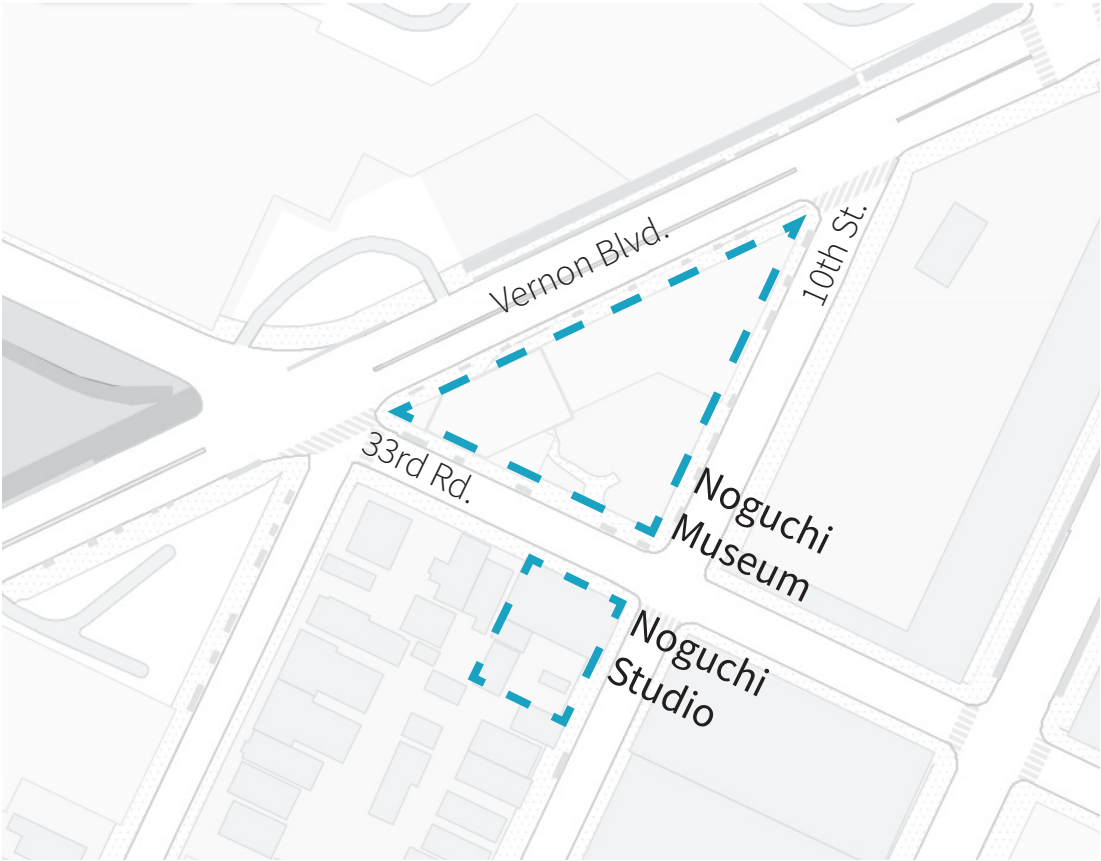 Vernon Blvd.
10th St.
33rd Rd.
Noguchi
Museum
Noguchi
Studio